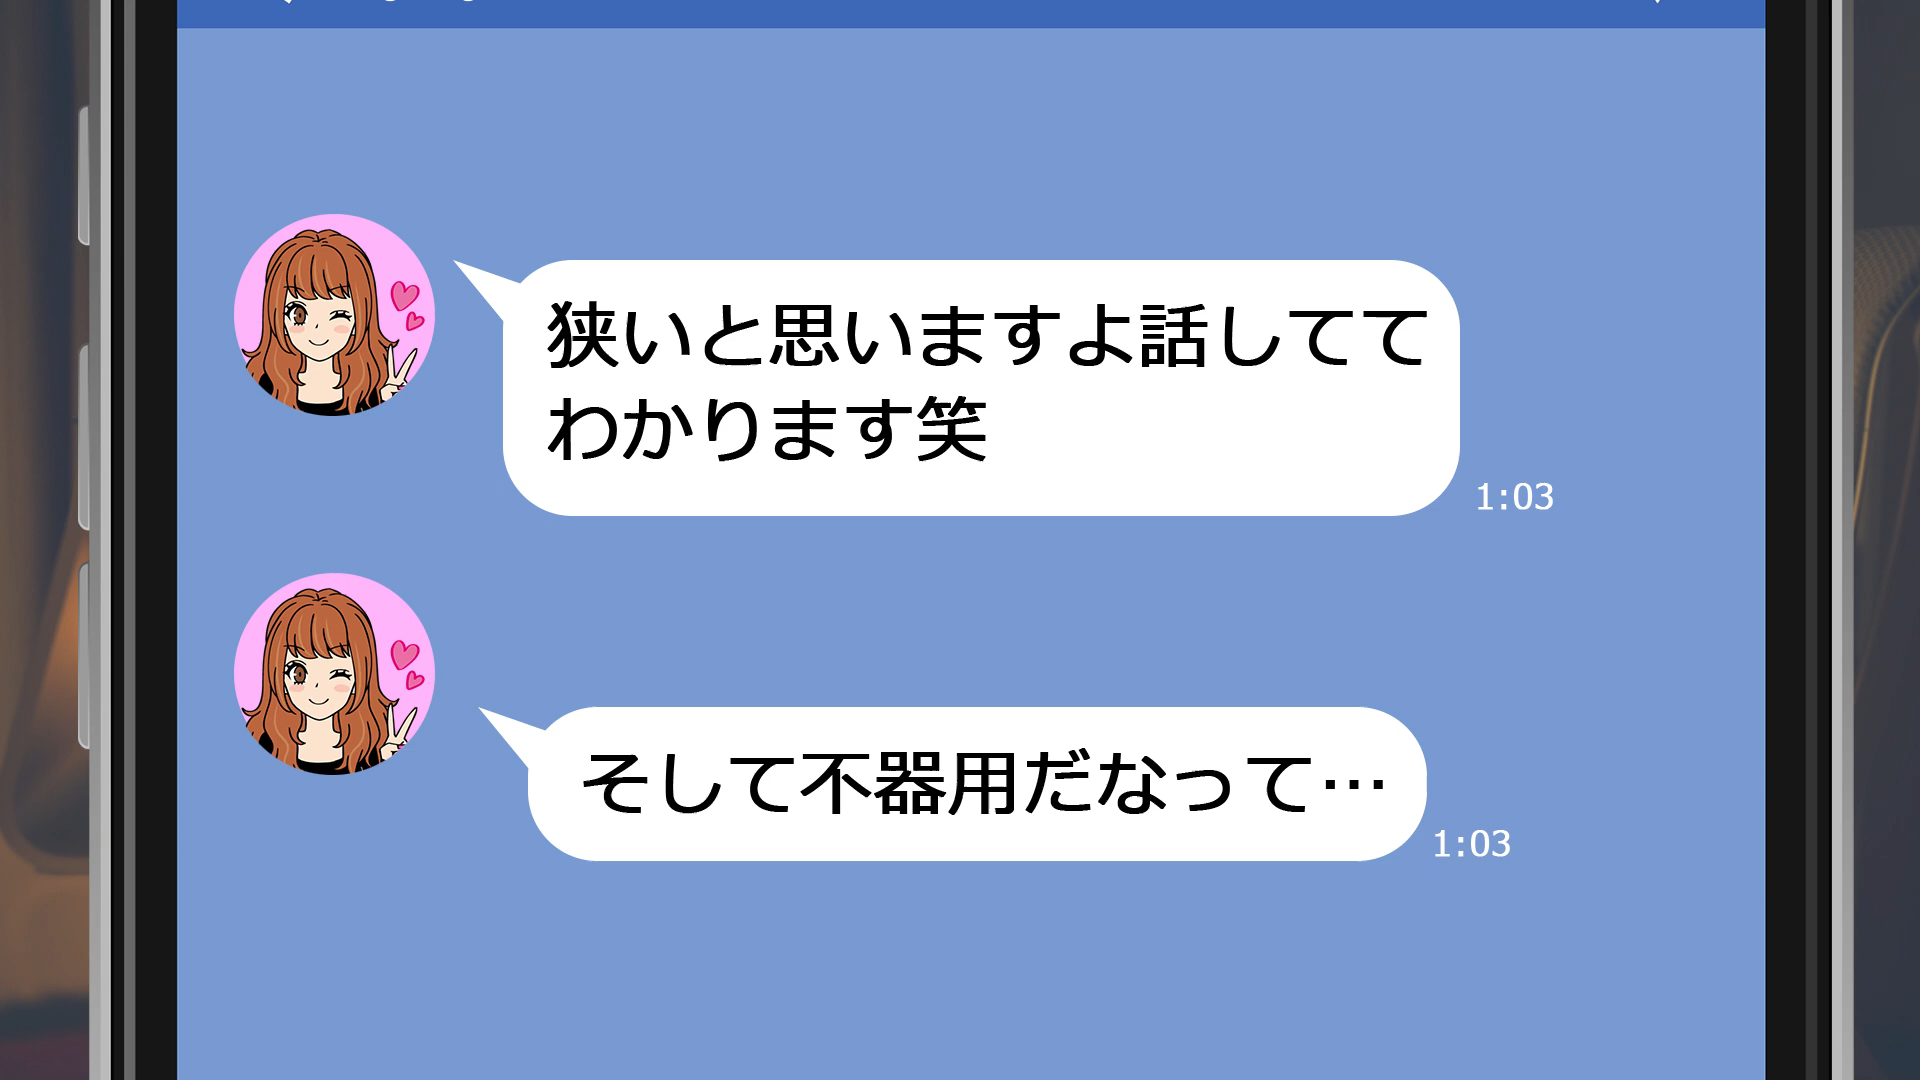 狭いと思いますよ話してて
わかります笑
1:03
そして不器用だなって…
1:03